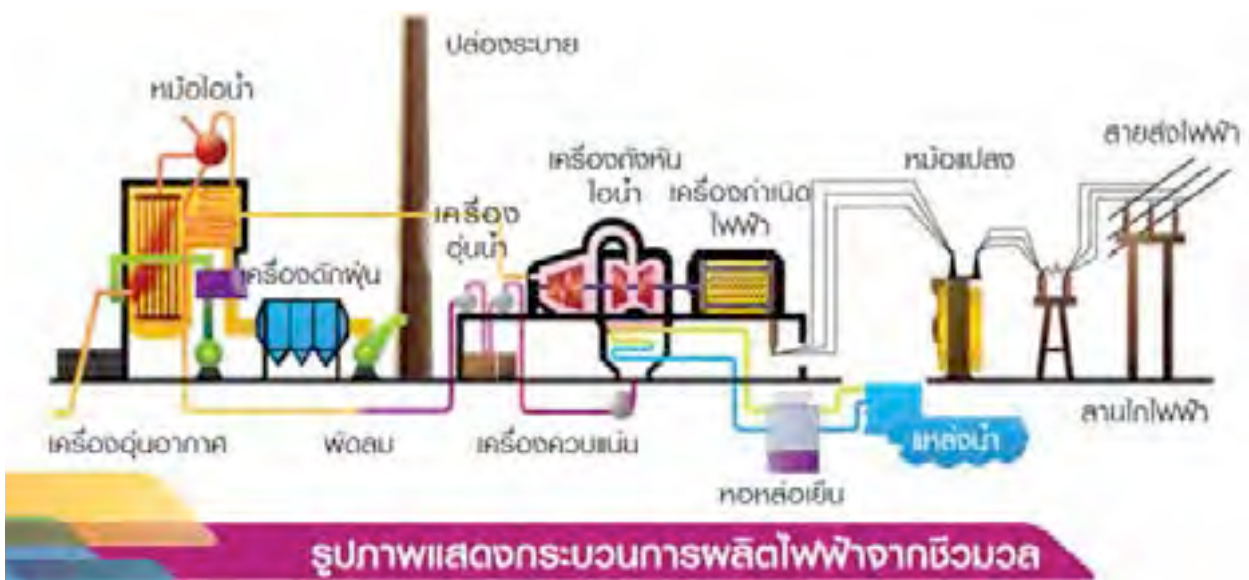 ปล่องระบาย
หม้อไอน้ำ
สายส่งไฟฟ้า
เครื่องกังหัน
ไอน้ำ
เครื่องกำเนิด
ไฟฟ้า
หม้อแปลง
เครื่อง
อุ่นน้ำ
เครื่องดักฝุ่น
เครื่องอุ่นอากาศ
พัดลม
เครื่องควบแน่น
หอหล่อเย็น
แหล่งน้ำ
ลานไกไฟฟ้า
รูปภาพแสดงกระบวนการผลิตไฟฟ้าจากชีวมวล